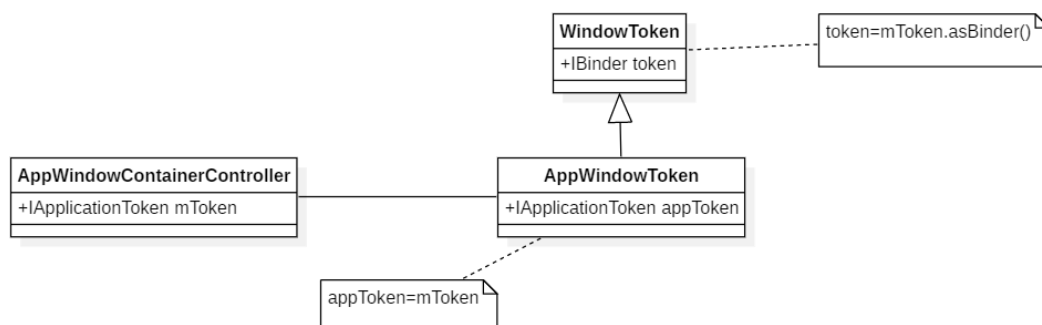 WindowToken
+IBinder token
token=mToken.asBinder()
AppWindowContainerController
+IApplicationToken mToken
AppWindowToken
+IApplicationToken appToken
appToken=mToken